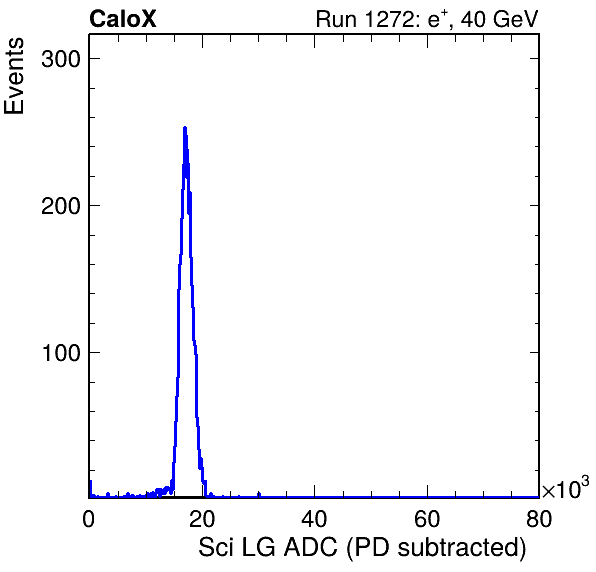 CaloX Run 1272: e⁺, 40 GeV
Events
300
200
100
0 20 40 60 80
×10³
Sci LG ADC (PD subtracted)